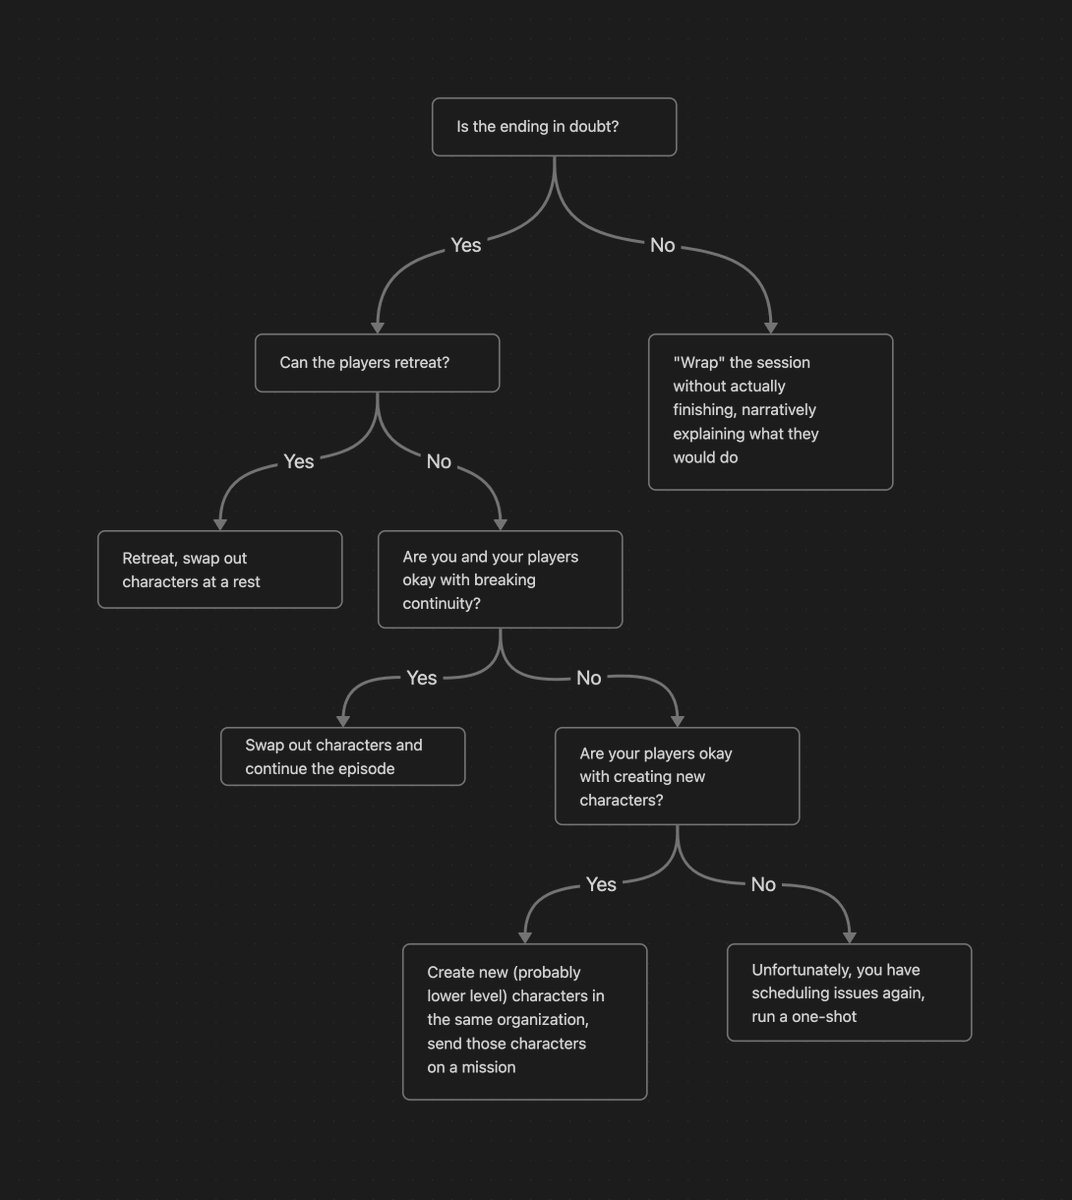 Is the ending in doubt?
Yes
No
Can the players retreat?
"Wrap" the session
without actually
finishing, narratively
explaining what they
would do
Yes
No
Retreat, swap out
characters at a rest
Are you and your players
okay with breaking
continuity?
Yes
No
Swap out characters and
continue the episode
Are your players okay
with creating new
characters?
Yes
No
Create new (probably
lower level) characters in
the same organization,
send those characters
on a mission
Unfortunately, you have
scheduling issues again,
run a one-shot